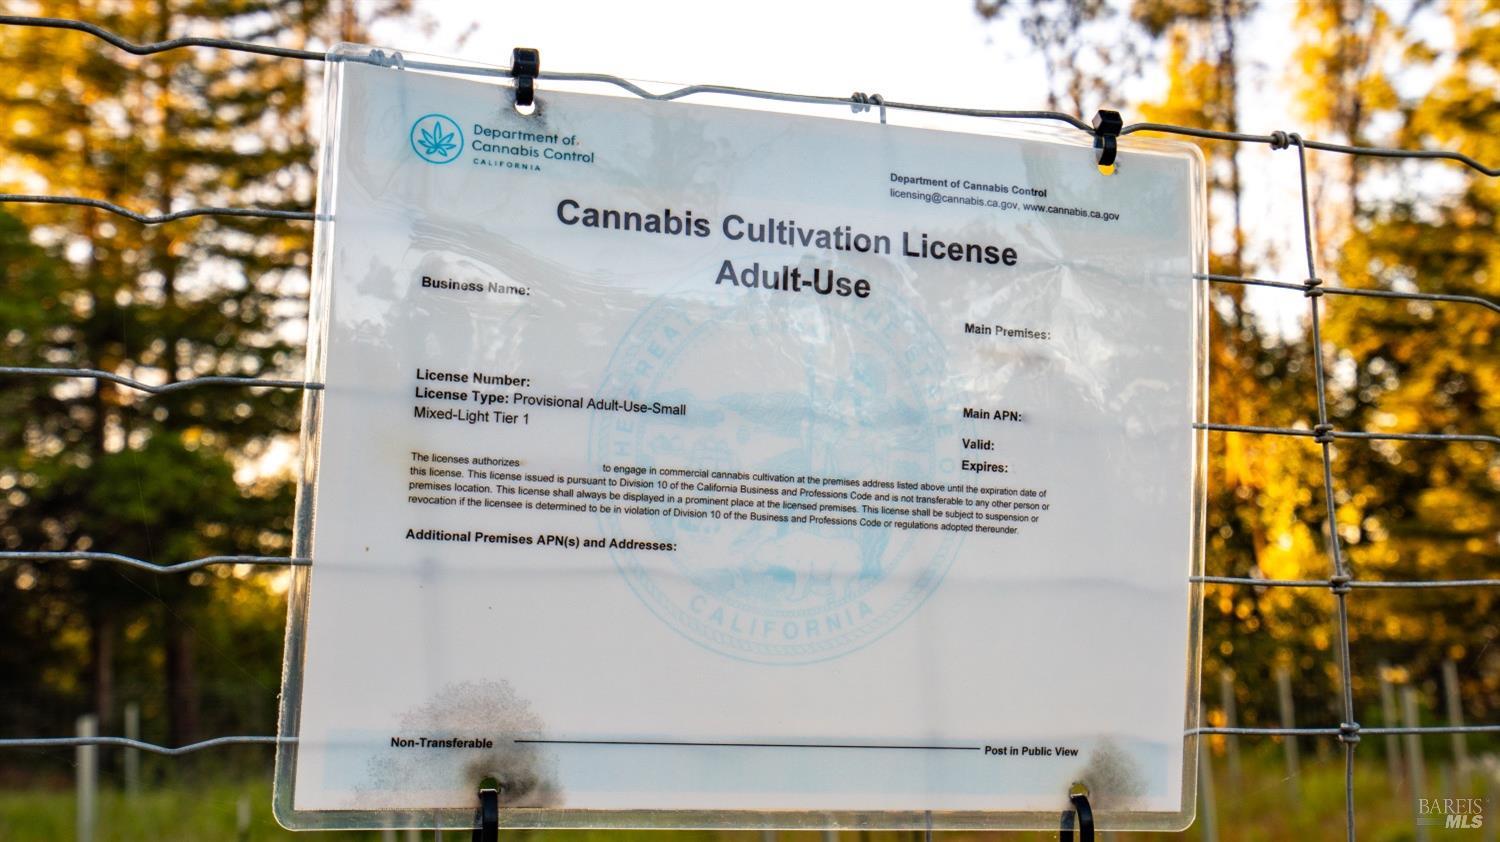 Department of
Cannabis Control
CALIFORNIA
Department of Cannabis Control
licensing@cannabis.ca.gov, www.cannabis.ca.gov
Cannabis Cultivation License
Adult-Use
Business Name:
Main Premises:
License Number:
License Type: Provisional Adult-Use-Small
Mixed-Light Tier 1
Main APN:
Valid:
Expires:
The licenses authorizes to engage in commercial cannabis cultivation at the premises address listed above until the expiration date of
this license. This license issued is pursuant to Division 10 of the California Business and Professions Code and is not transferable to any other person or
premises location. This license shall always be displayed in a prominent place at the licensed premises. This license shall be subject to suspension or
revocation if the licensee is determined to be in violation of Division 10 of the Business and Professions Code or regulations adopted thereunder.
Additional Premises APN(s) and Addresses:
THE GREAT THE STATE O
CALIFORNIA
Non-Transferable
Post in Public View
BAREIS
MLS